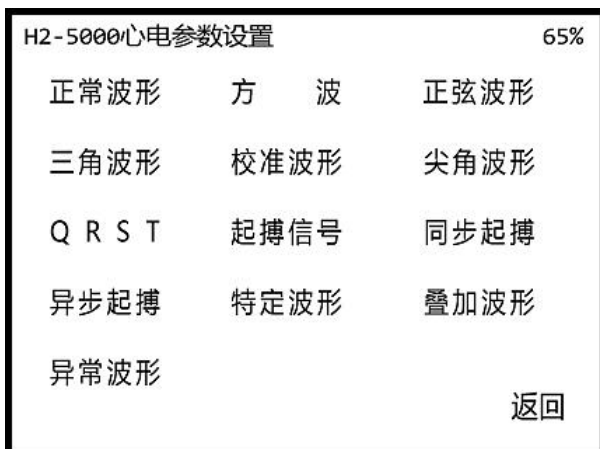 H2-5000心电参数设置 65%
正常波形 方 波 正弦波形
三角波形 校准波形 尖角波形
Q R S T 起搏信号 同步起搏
异步起搏 特定波形 叠加波形
异常波形
返回